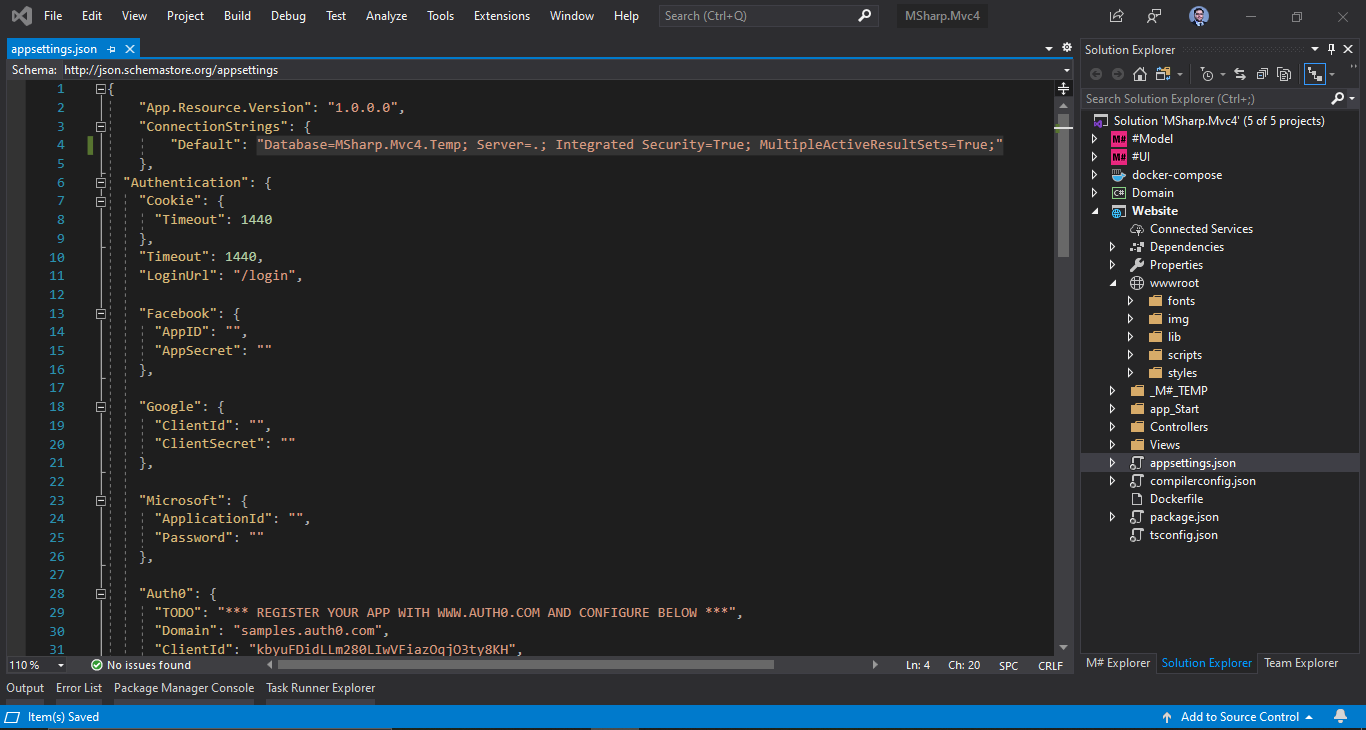 File Edit View Project Build Debug Test Analyze Tools Extensions Window Help Search (Ctrl+Q) MSharp.Mvc4
appsettings.json
Schema: http://json.schemastore.org/appsettings
1 {
2 "App.Resource.Version": "1.0.0.0",
3 "ConnectionStrings": {
4 "Default": "Database=MSharp.Mvc4.Temp; Server=.; Integrated Security=True; MultipleActiveResultSets=True;"
5 },
6 "Authentication": {
7 "Cookie": {
8 "Timeout": 1440
9 },
10 "Timeout": 1440,
11 "LoginUrl": "/login",
12
13 "Facebook": {
14 "AppID": "",
15 "AppSecret": ""
16 },
17
18 "Google": {
19 "ClientId": "",
20 "ClientSecret": ""
21 },
22
23 "Microsoft": {
24 "ApplicationId": "",
25 "Password": ""
26 },
27
28 "Auth0": {
29 "TODO": "*** REGISTER YOUR APP WITH WWW.AUTH0.COM AND CONFIGURE BELOW ***",
30 "Domain": "samples.auth0.com",
31 "ClientId": "kbyuFDidLLm280LIwVFiazOqjO3ty8KH",
110 % No issues found Ln: 4 Ch: 20 SPC CRLF
Solution Explorer
Search Solution Explorer (Ctrl+;)
Solution 'MSharp.Mvc4' (5 of 5 projects)
M# #Model
M# #UI
docker-compose
C# Domain
Website
Connected Services
Dependencies
Properties
wwwroot
fonts
img
lib
scripts
styles
_M#_TEMP
app_Start
Controllers
Views
appsettings.json
compilerconfig.json
Dockerfile
package.json
tsconfig.json
M# Explorer Solution Explorer Team Explorer
Output Error List Package Manager Console Task Runner Explorer
Item(s) Saved Add to Source Control